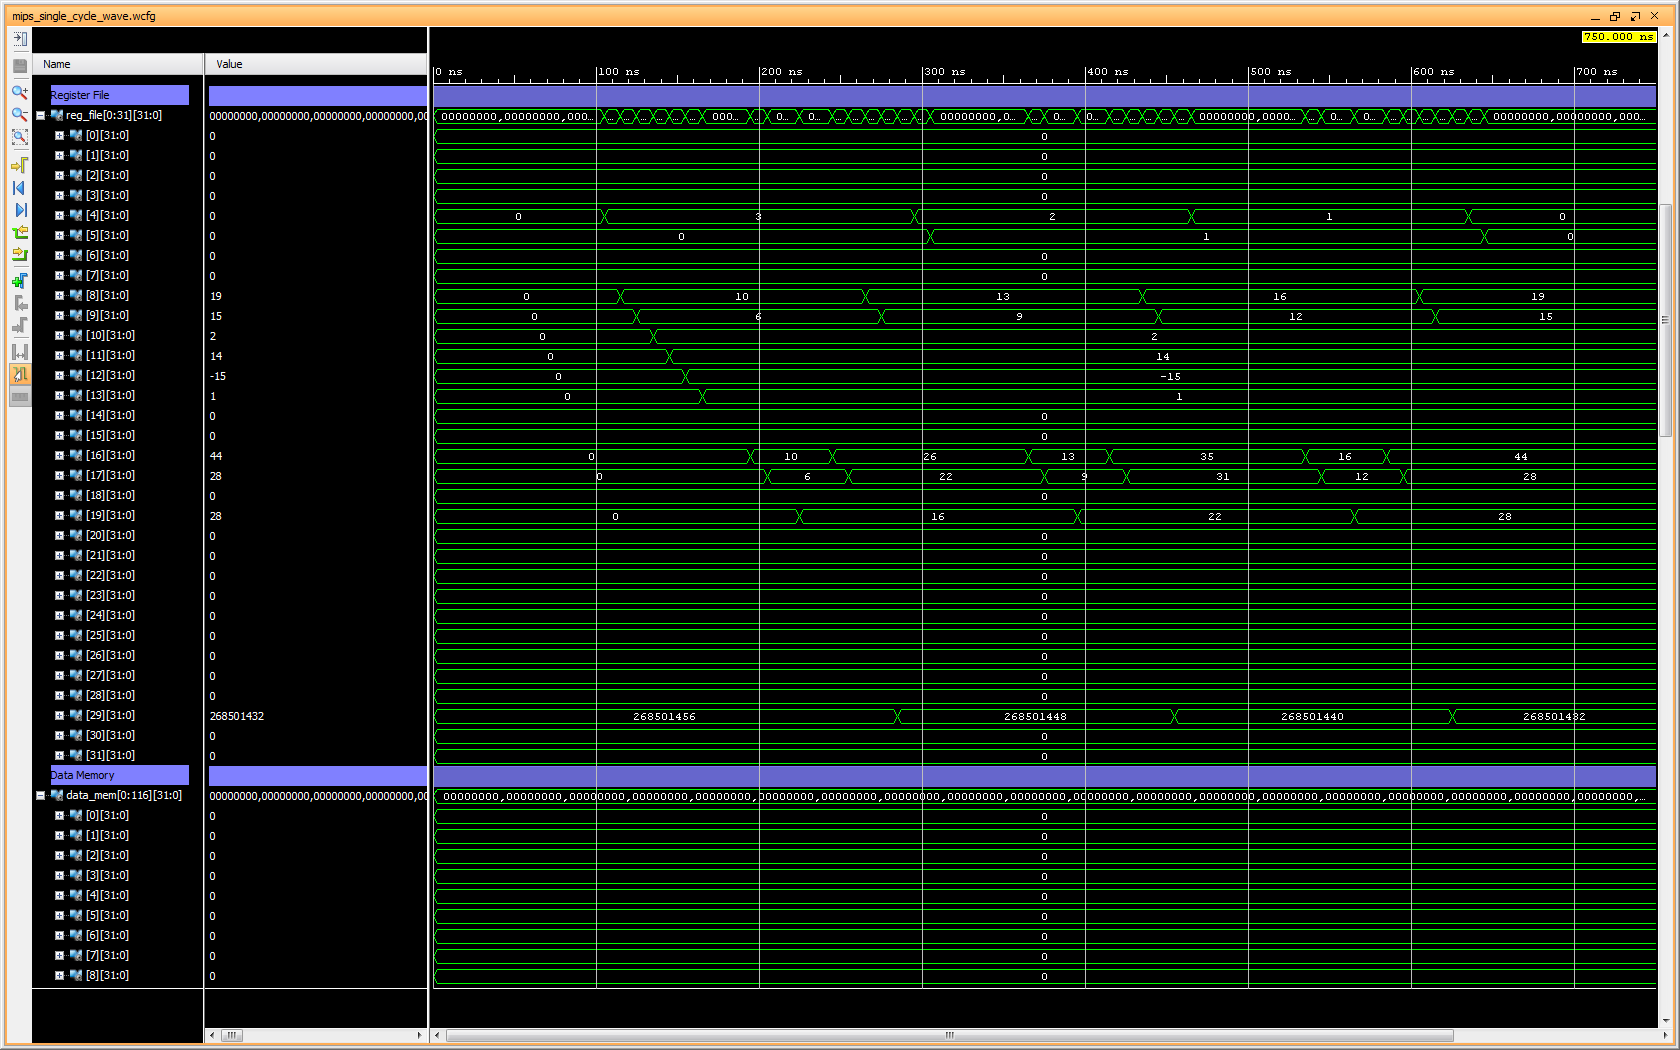 mips_single_cycle_wave.wcfg
750.000 ns
Name Value 0 ns 100 ns 200 ns 300 ns 400 ns 500 ns 600 ns 700 ns
Register File
reg_file[0:31][31:0] 00000000,00000000,00000000,00000000,00 00000000,00000000,000... ... ... ... ... ... ... 000... ... 0... 0... ... ... ... ... ... 00000000,0... ... 0... 0... ... ... ... ... ... 00000000,0000... ... 0... 0... ... ... ... ... ... ... 00000000,00000000,000...
[0][31:0] 0 0
[1][31:0] 0 0
[2][31:0] 0 0
[3][31:0] 0 0
[4][31:0] 0 0 3 2 1 0
[5][31:0] 0 0 1 0
[6][31:0] 0 0
[7][31:0] 0 0
[8][31:0] 19 0 10 13 16 19
[9][31:0] 15 0 6 9 12 15
[10][31:0] 2 0 2
[11][31:0] 14 0 14
[12][31:0] -15 0 -15
[13][31:0] 1 0 1
[14][31:0] 0 0
[15][31:0] 0 0
[16][31:0] 44 0 10 26 13 35 16 44
[17][31:0] 28 0 6 22 9 31 12 28
[18][31:0] 0 0
[19][31:0] 28 0 16 22 28
[20][31:0] 0 0
[21][31:0] 0 0
[22][31:0] 0 0
[23][31:0] 0 0
[24][31:0] 0 0
[25][31:0] 0 0
[26][31:0] 0 0
[27][31:0] 0 0
[28][31:0] 0 0
[29][31:0] 268501432 268501456 268501448 268501440 268501432
[30][31:0] 0 0
[31][31:0] 0 0
Data Memory
data_mem[0:116][31:0] 00000000,00000000,00000000,00000000,00 00000000,00000000,00000000,00000000,00000000,00000000,00000000,00000000,00000000,00000000,00000000,00000000,00000000,00000000,000...
[0][31:0] 0 0
[1][31:0] 0 0
[2][31:0] 0 0
[3][31:0] 0 0
[4][31:0] 0 0
[5][31:0] 0 0
[6][31:0] 0 0
[7][31:0] 0 0
[8][31:0] 0 0